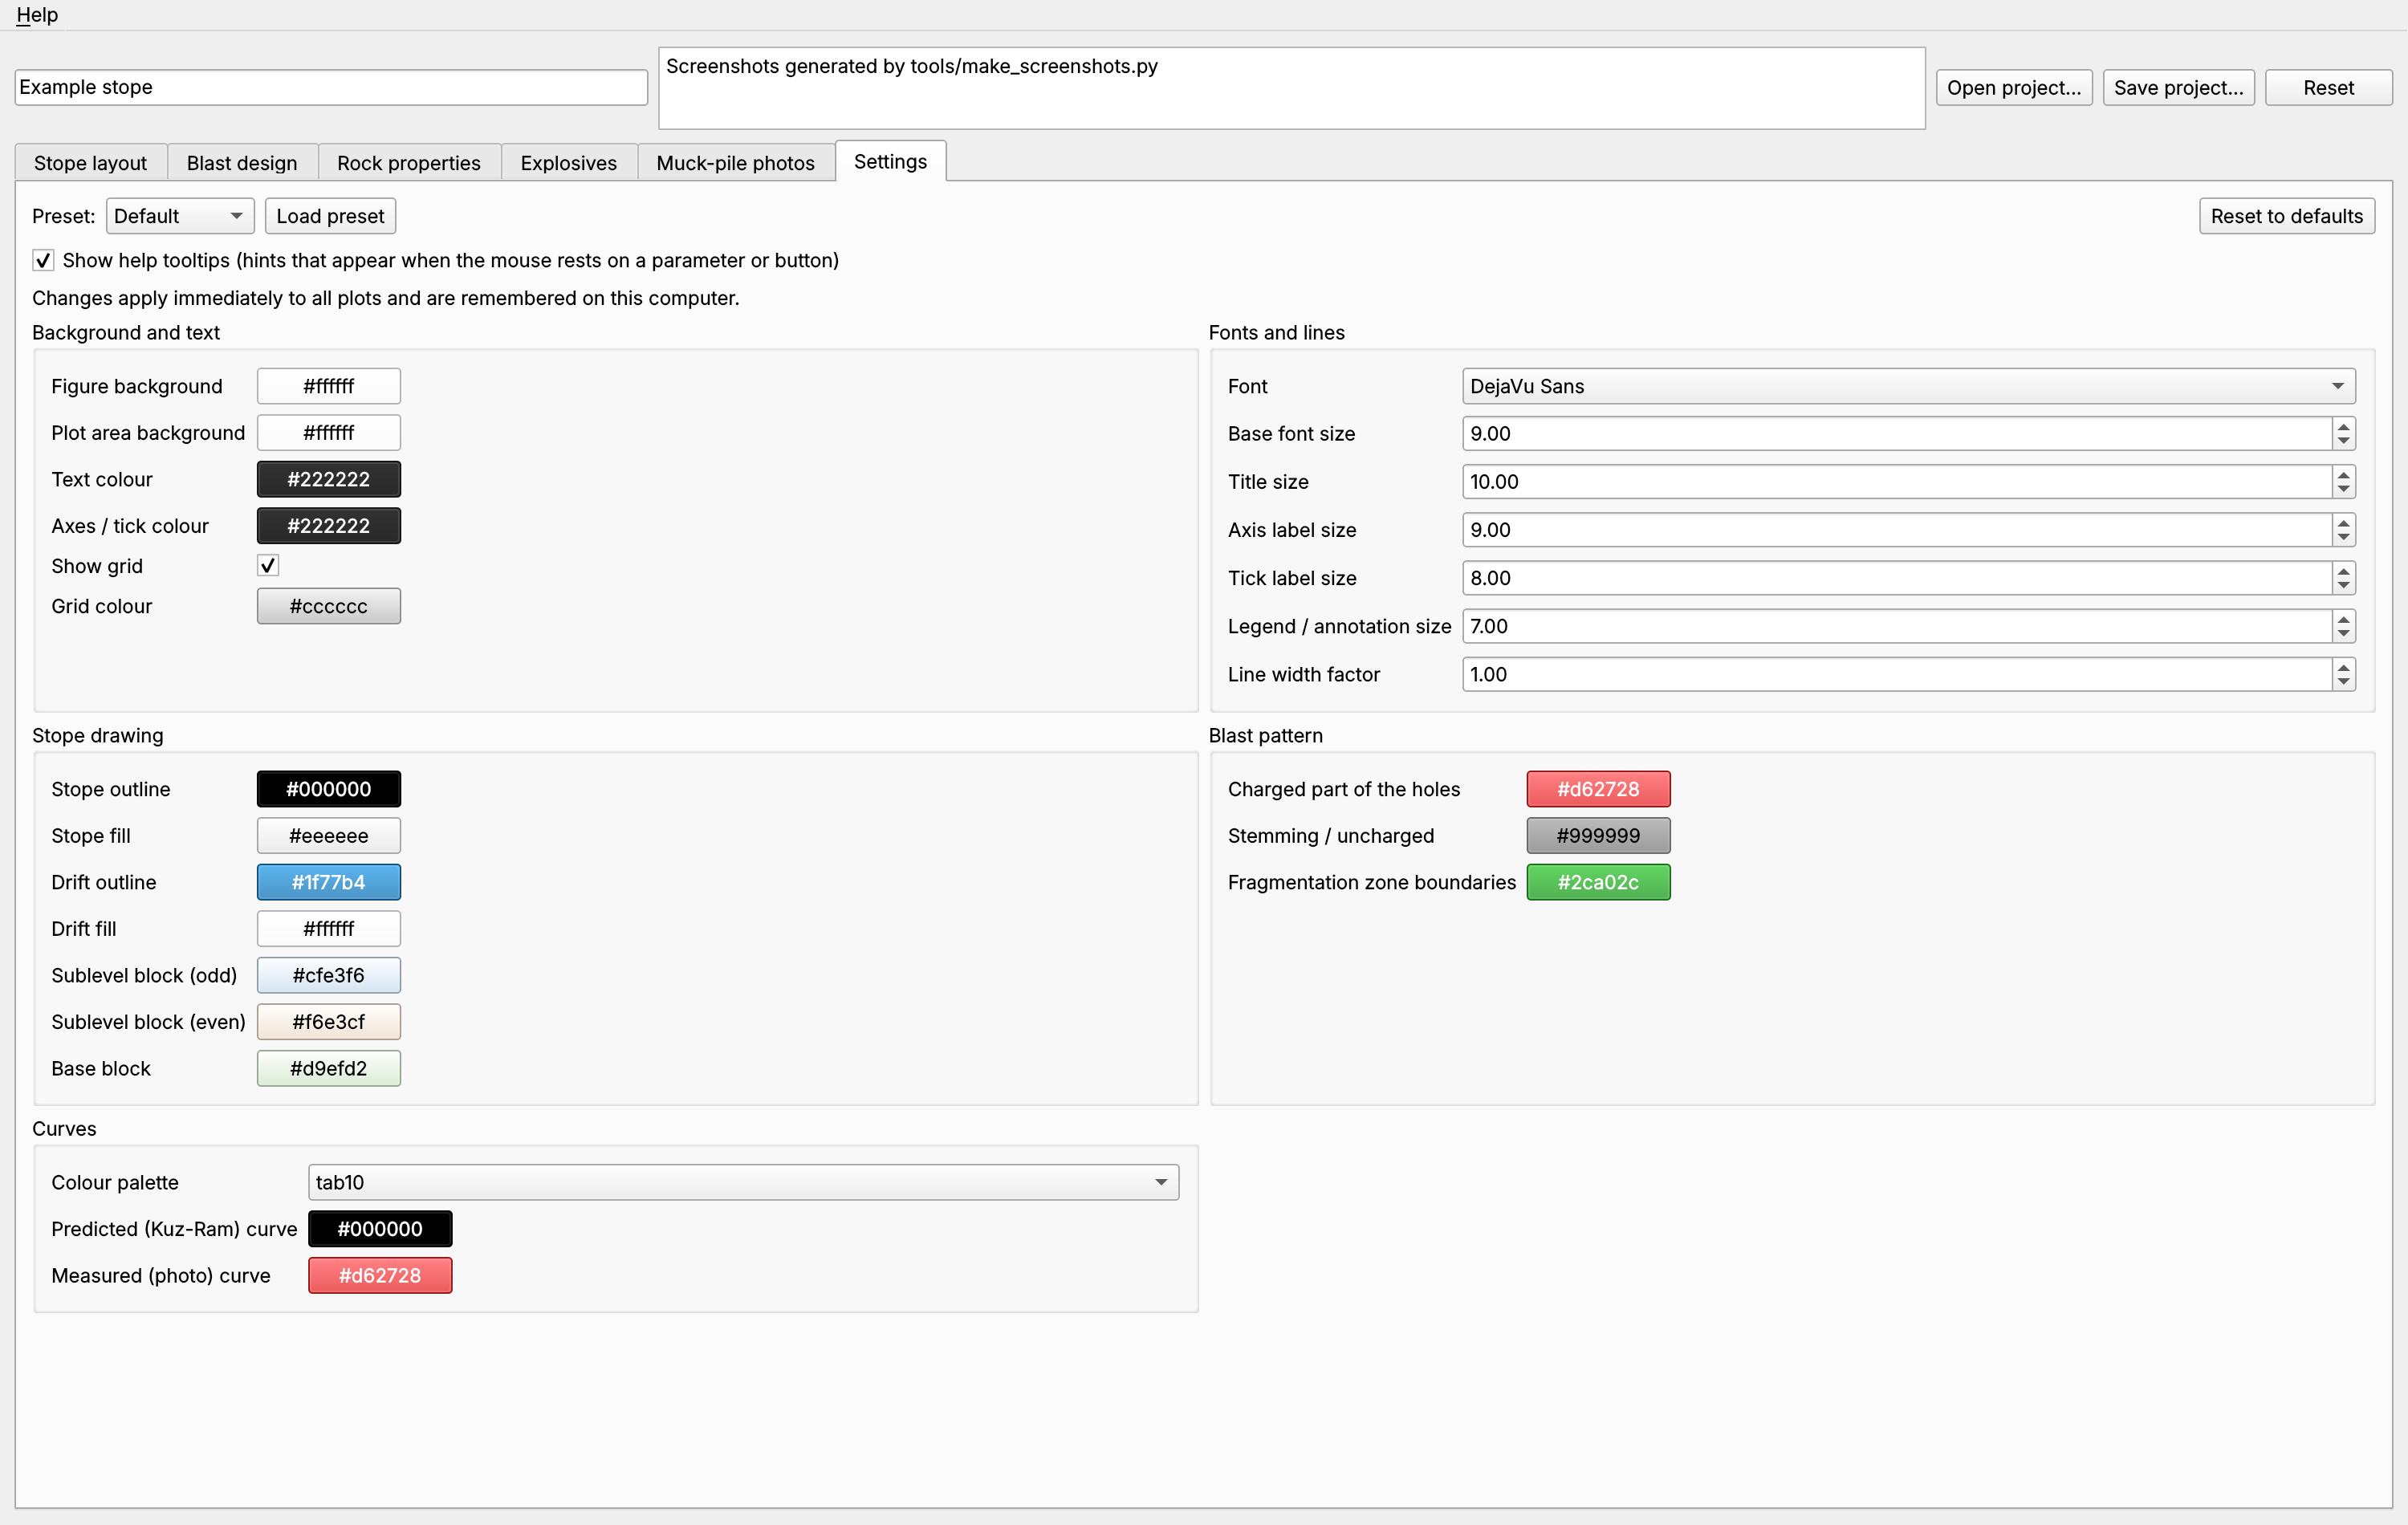 Help
Example stope
Screenshots generated by tools/make_screenshots.py
Open project...
Save project...
Reset
Stope layout
Blast design
Rock properties
Explosives
Muck-pile photos
Settings
Preset:
Default
Load preset
Reset to defaults
Show help tooltips (hints that appear when the mouse rests on a parameter or button)
Changes apply immediately to all plots and are remembered on this computer.
Background and text
Figure background #ffffff
Plot area background #ffffff
Text colour #222222
Axes / tick colour #222222
Show grid
Grid colour #cccccc
Fonts and lines
Font DejaVu Sans
Base font size 9.00
Title size 10.00
Axis label size 9.00
Tick label size 8.00
Legend / annotation size 7.00
Line width factor 1.00
Stope drawing
Stope outline #000000
Stope fill #eeeeee
Drift outline #1f77b4
Drift fill #ffffff
Sublevel block (odd) #cfe3f6
Sublevel block (even) #f6e3cf
Base block #d9efd2
Blast pattern
Charged part of the holes #d62728
Stemming / uncharged #999999
Fragmentation zone boundaries #2ca02c
Curves
Colour palette tab10
Predicted (Kuz-Ram) curve #000000
Measured (photo) curve #d62728